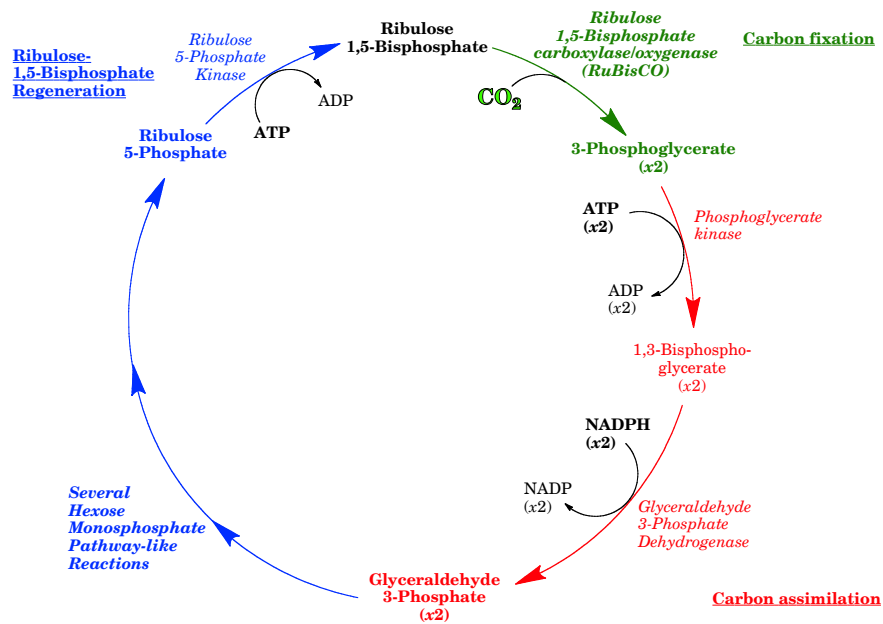 Ribulose
1,5-Bisphosphate
Ribulose
1,5-Bisphosphate
carboxylase/oxygenase
(RuBisCO)
Carbon fixation
Ribulose-
1,5-Bisphosphate
Regeneration
Ribulose
5-Phosphate
Kinase
ADP
ATP
CO2
Ribulose
5-Phosphate
3-Phosphoglycerate
(x2)
ATP
(x2)
Phosphoglycerate
kinase
ADP
(x2)
1,3-Bisphospho-
glycerate
(x2)
NADPH
(x2)
NADP
(x2)
Glyceraldehyde
3-Phosphate
Dehydrogenase
Several
Hexose
Monosphosphate
Pathway-like
Reactions
Glyceraldehyde
3-Phosphate
(x2)
Carbon assimilation